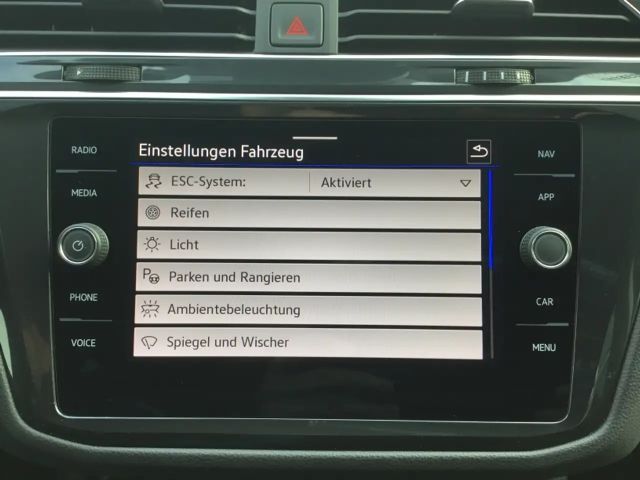 RADIO
MEDIA
PHONE
VOICE
Einstellungen Fahrzeug
ESC-System: Aktiviert
Reifen
Licht
Parken und Rangieren
Ambientebeleuchtung
Spiegel und Wischer
NAV
APP
CAR
MENU